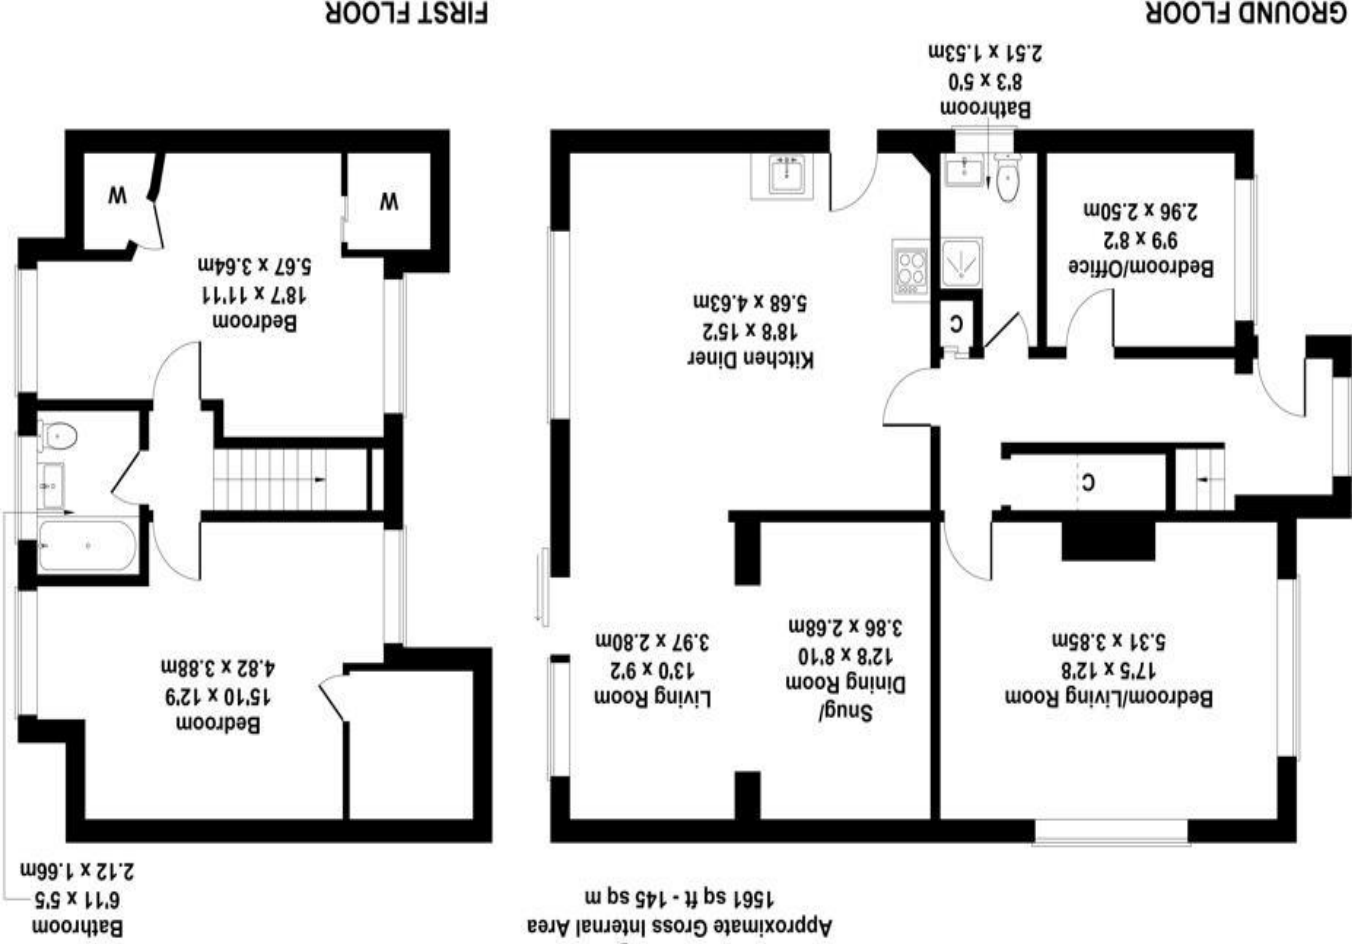 Approximate Gross Internal Area
1561 sq ft - 145 sq m
Bedroom/Living Room
17'5 x 12'8
5.31 x 3.85m
Snug/
Dining Room
12'8 x 8'10
3.86 x 2.68m
Living Room
13'0 x 9'2
3.97 x 2.80m
C
C
Kitchen Diner
18'8 x 15'2
5.68 x 4.63m
Bedroom/Office
9'9 x 8'2
2.96 x 2.50m
Bathroom
8'3 x 5'0
2.51 x 1.53m
GROUND FLOOR
Bathroom
6'11 x 5'5
2.12 x 1.66m
Bedroom
15'10 x 12'9
4.82 x 3.88m
Bedroom
18'7 x 11'11
5.67 x 3.64m
W
W
FIRST FLOOR